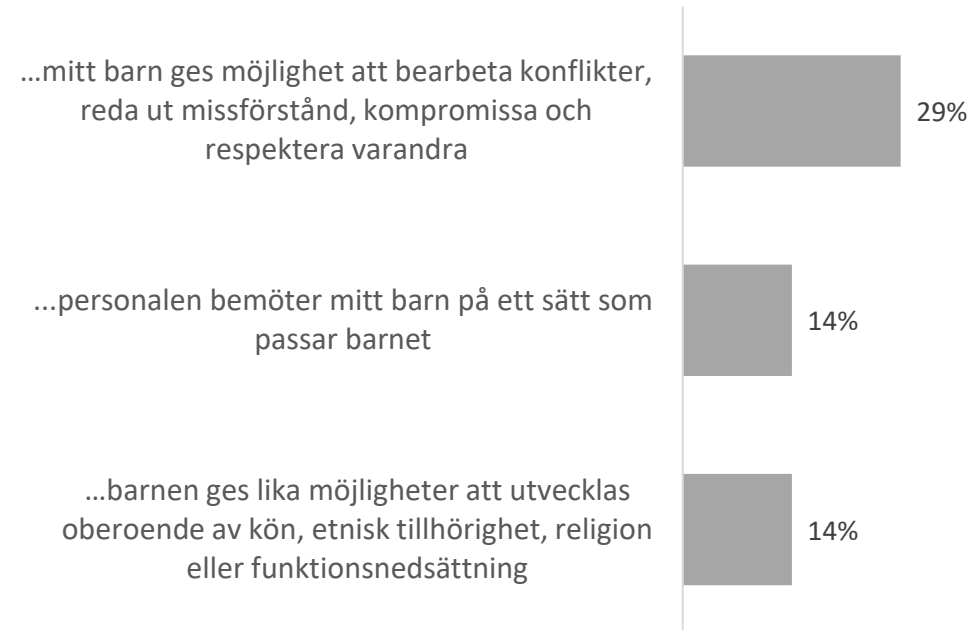 …mitt barn ges möjlighet att bearbeta konflikter,
reda ut missförstånd, kompromissa och
respektera varandra
29%
...personalen bemöter mitt barn på ett sätt som
passar barnet
14%
…barnen ges lika möjligheter att utvecklas
oberoende av kön, etnisk tillhörighet, religion
eller funktionsnedsättning
14%